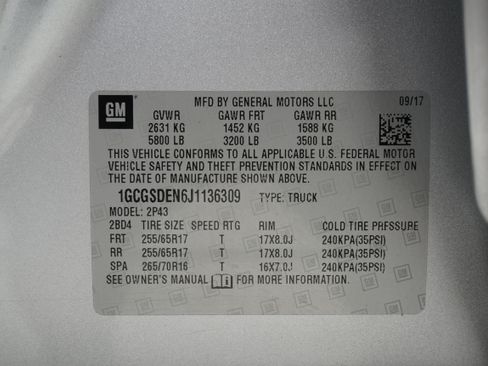 GM
MFD BY GENERAL MOTORS LLC 09/17
GVWR GAWR FRT GAWR RR
2631 KG 1452 KG 1588 KG
5800 LB 3200 LB 3500 LB
THIS VEHICLE CONFORMS TO ALL APPLICABLE U.S. FEDERAL MOTOR
VEHICLE SAFETY AND THEFT PREVENTION STANDARDS IN EFFECT ON
THE DATE OF MANUFACTURE SHOWN ABOVE.
1GCGSDEN6J1136309 TYPE: TRUCK
MODEL: 2P43
2BD4 TIRE SIZE SPEED RTG RIM COLD TIRE PRESSURE
FRT 255/65R17 T 17X8.0J 240KPA(35PSI)
RR 255/65R17 T 17X8.0J 240KPA(35PSI)
SPA 265/70R16 T 16X7.0J 240KPA(35PSI)
SEE OWNER'S MANUAL FOR MORE INFORMATION.